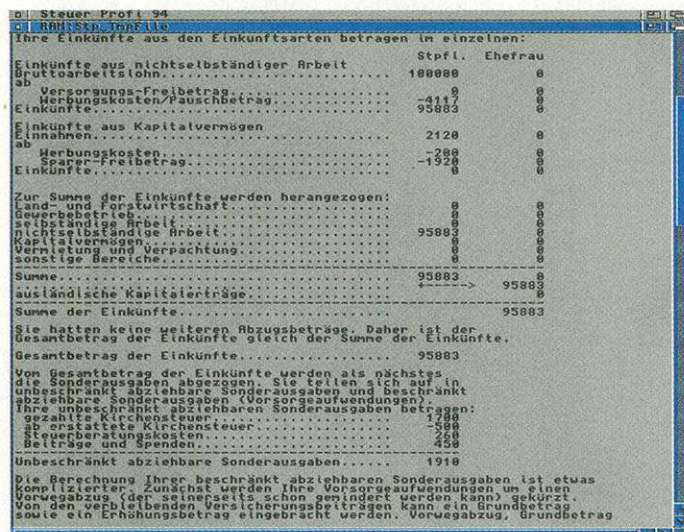 Steuer Profi 94
RAM:Stp_TmpFile
Ihre Einkünfte aus den Einkunftsarten betragen im einzelnen:
Stpfl. Ehefrau
Einkünfte aus nichtselbständiger Arbeit
Bruttoarbeitslohn................................ 100000 0
ab
Versorgungs-Freibetrag........................ 0 0
Werbungskosten/Pauschbetrag................... -4117 0
Einkünfte........................................ 95883 0
Einkünfte aus Kapitalvermögen
Einnahmen........................................ 2120 0
ab
Werbungskosten................................ -200 0
Sparer-Freibetrag............................. -1920 0
Einkünfte........................................ 0 0
Zur Summe der Einkünfte werden herangezogen:
Land- und Forstwirtschaft........................ 0 0
Gewerbebetrieb................................... 0 0
selbständige Arbeit.............................. 0 0
nichtselbständige Arbeit......................... 95883 0
Kapitalvermögen.................................. 0 0
Vermietung und Verpachtung....................... 0 0
sonstige Bereiche................................ 0 0
Summe............................................ 95883 0
................................................. +-----> 95883
ausländische Kapitalerträge...................... 0
Summe der Einkünfte 95883
Sie hatten keine weiteren Abzugsbeträge. Daher ist der
Gesamtbetrag der Einkünfte gleich der Summe der Einkünfte.
Gesamtbetrag der Einkünfte....................... 95883
Vom Gesamtbetrag der Einkünfte werden als nächstes
die Sonderausgaben abgezogen. Sie teilen sich auf in
unbeschränkt abziehbare Sonderausgaben und beschränkt
abziehbare Sonderausgaben (Vorsorgeaufwendungen).
Ihre unbeschränkt abziehbaren Sonderausgaben betragen:
gezahlte Kirchensteuer.......................... 1700
ab erstattete Kirchensteuer..................... -500
Steuerberatungskosten........................... 260
Beiträge und Spenden............................ 450
Unbeschränkt abziehbare Sonderausgaben...... 1910
Die Berechnung Ihrer beschränkt abziehbaren Sonderausgaben ist etwas
komplizierter. Zunächst werden Ihre Vorsorgeaufwendungen um einen
Vorwegabzug (der seinerseits schon gemindert werden kann) gekürzt.
Von den verbleibenden Versicherungsbeiträgen kann ein Grundbetrag
sowie ein Erhöhungsbetrag eingebracht werden. Vorwegabzug, Grundbetrag